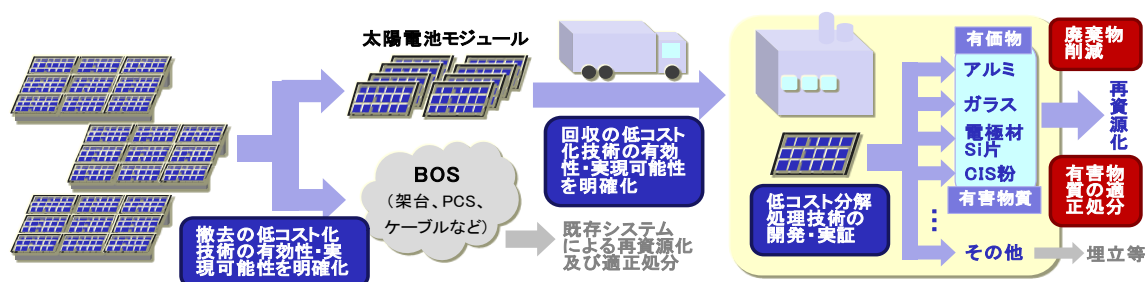 太陽電池モジュール
撤去の低コスト化
技術の有効性・実
現可能性を明確化
BOS
(架台、PCS、
ケーブルなど)
回収の低コスト
化技術の有効
性・実現可能性
を明確化
既存システム
による再資源化
及び適正処分
低コスト分解
処理技術の
開発・実証
有価物
アルミ
ガラス
電極材
Si片
CIS粉
有害物質
⋮
その他
廃棄物
削減
再資源化
有害物
質の適
正処分
埋立等